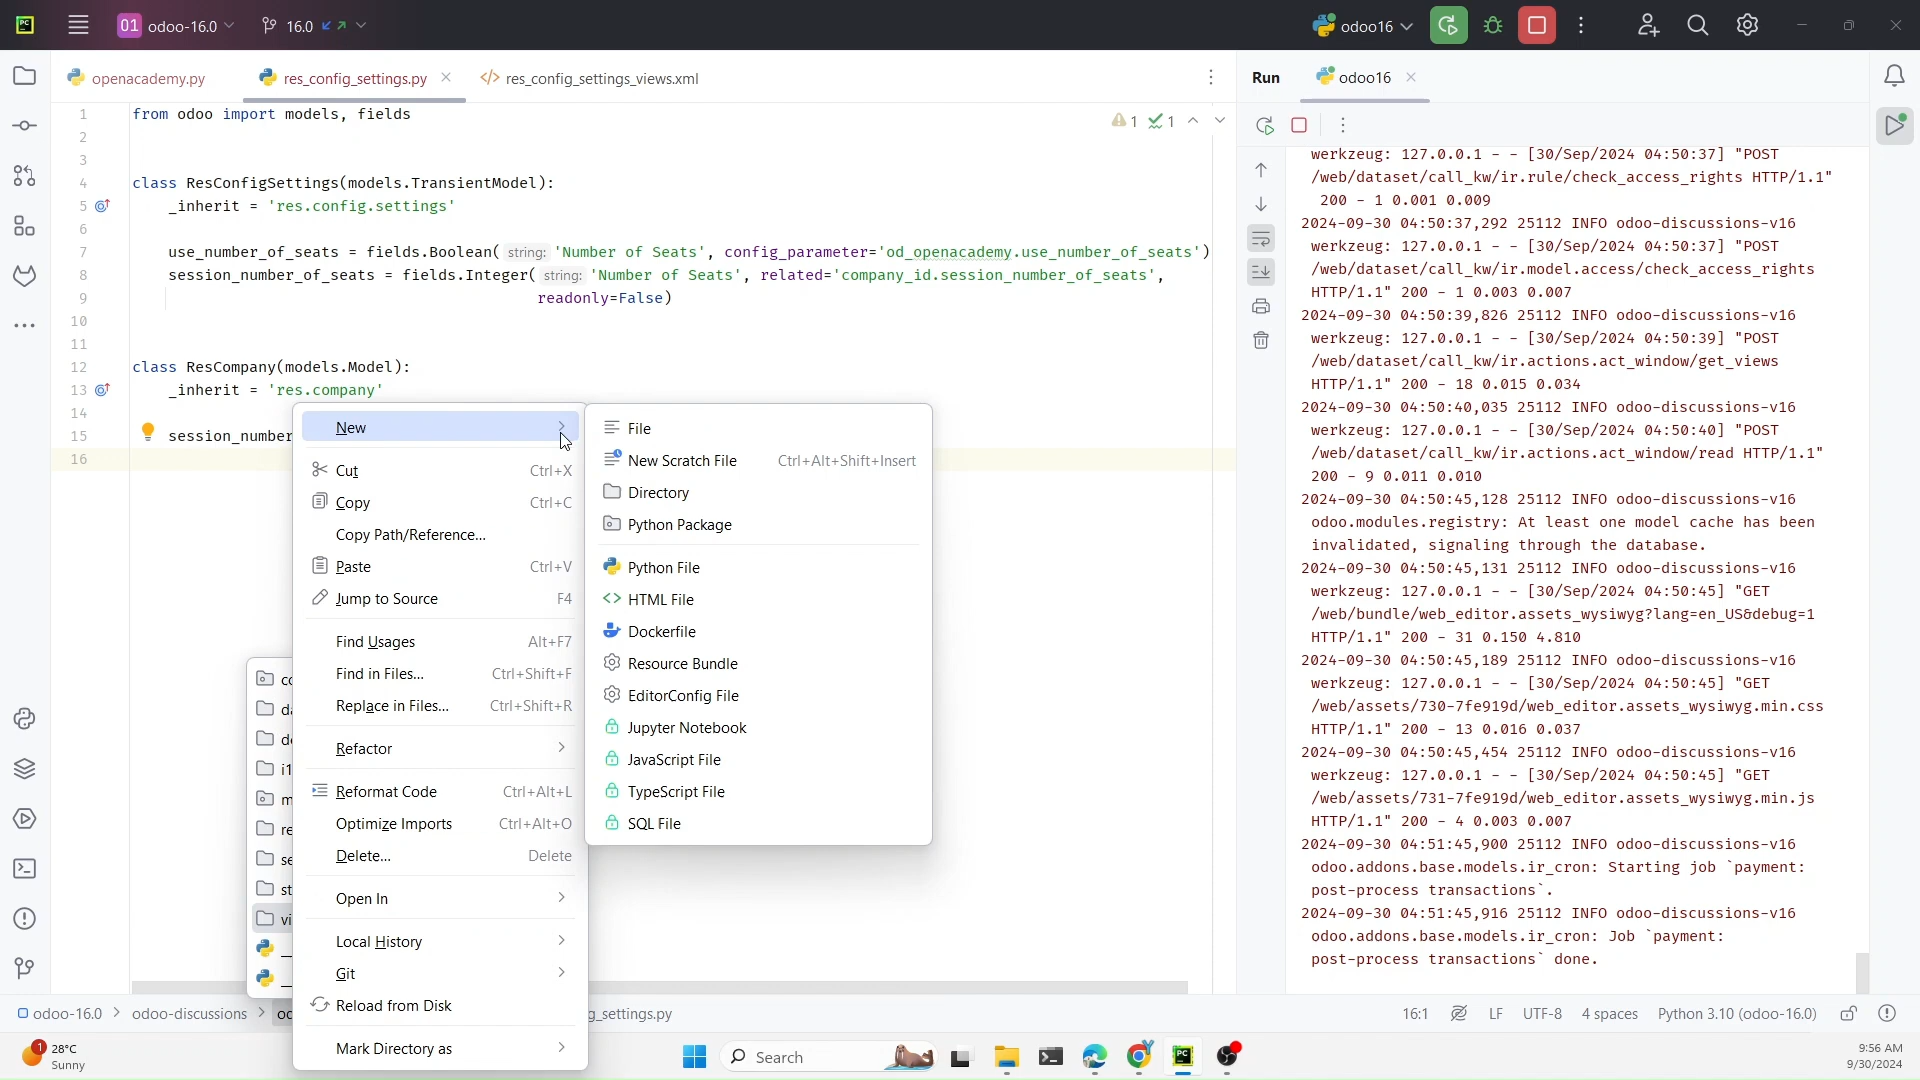 01 odoo-16.0 16.0 odoo16
openacademy.py res_config_settings.py res_config_settings_views.xml
1 from odoo import models, fields
1 1
2
3
4 class ResConfigSettings(models.TransientModel):
5 _inherit = 'res.config.settings'
6
7 use_number_of_seats = fields.Boolean( string: 'Number of Seats', config_parameter='od_openacademy.use_number_of_seats')
8 session_number_of_seats = fields.Integer( string: 'Number of Seats', related='company_id.session_number_of_seats',
9 readonly=False)
10
11
12 class ResCompany(models.Model):
13 _inherit = 'res.company'
14
15 session_number
16
New
Cut Ctrl+X
Copy Ctrl+C
Copy Path/Reference...
Paste Ctrl+V
Jump to Source F4
Find Usages Alt+F7
Find in Files... Ctrl+Shift+F
Replace in Files... Ctrl+Shift+R
Refactor
Reformat Code Ctrl+Alt+L
Optimize Imports Ctrl+Alt+O
Delete... Delete
Open In
Local History
Git
Reload from Disk
Mark Directory as
File
New Scratch File Ctrl+Alt+Shift+Insert
Directory
Python Package
Python File
HTML File
Dockerfile
Resource Bundle
EditorConfig File
Jupyter Notebook
JavaScript File
TypeScript File
SQL File
Run odoo16
werkzeug: 127.0.0.1 - - [30/Sep/2024 04:50:37] "POST
/web/dataset/call_kw/ir.rule/check_access_rights HTTP/1.1"
200 - 1 0.001 0.009
2024-09-30 04:50:37,292 25112 INFO odoo-discussions-v16
werkzeug: 127.0.0.1 - - [30/Sep/2024 04:50:37] "POST
/web/dataset/call_kw/ir.model.access/check_access_rights
HTTP/1.1" 200 - 1 0.003 0.007
2024-09-30 04:50:39,826 25112 INFO odoo-discussions-v16
werkzeug: 127.0.0.1 - - [30/Sep/2024 04:50:39] "POST
/web/dataset/call_kw/ir.actions.act_window/get_views
HTTP/1.1" 200 - 18 0.015 0.034
2024-09-30 04:50:40,035 25112 INFO odoo-discussions-v16
werkzeug: 127.0.0.1 - - [30/Sep/2024 04:50:40] "POST
/web/dataset/call_kw/ir.actions.act_window/read HTTP/1.1"
200 - 9 0.011 0.010
2024-09-30 04:50:45,128 25112 INFO odoo-discussions-v16
odoo.modules.registry: At least one model cache has been
invalidated, signaling through the database.
2024-09-30 04:50:45,131 25112 INFO odoo-discussions-v16
werkzeug: 127.0.0.1 - - [30/Sep/2024 04:50:45] "GET
/web/bundle/web_editor.assets_wysiwyg?lang=en_US&debug=1
HTTP/1.1" 200 - 31 0.150 4.810
2024-09-30 04:50:45,189 25112 INFO odoo-discussions-v16
werkzeug: 127.0.0.1 - - [30/Sep/2024 04:50:45] "GET
/web/assets/730-7fe919d/web_editor.assets_wysiwyg.min.css
HTTP/1.1" 200 - 13 0.016 0.037
2024-09-30 04:50:45,454 25112 INFO odoo-discussions-v16
werkzeug: 127.0.0.1 - - [30/Sep/2024 04:50:45] "GET
/web/assets/731-7fe919d/web_editor.assets_wysiwyg.min.js
HTTP/1.1" 200 - 4 0.003 0.007
2024-09-30 04:51:45,900 25112 INFO odoo-discussions-v16
odoo.addons.base.models.ir_cron: Starting job `payment:
post-process transactions`.
2024-09-30 04:51:45,916 25112 INFO odoo-discussions-v16
odoo.addons.base.models.ir_cron: Job `payment:
post-process transactions` done.
odoo-16.0 odoo-discussions g_settings.py 16:1 LF UTF-8 4 spaces Python 3.10 (odoo-16.0)
1 28°C
Sunny
Search
9:56 AM
9/30/2024